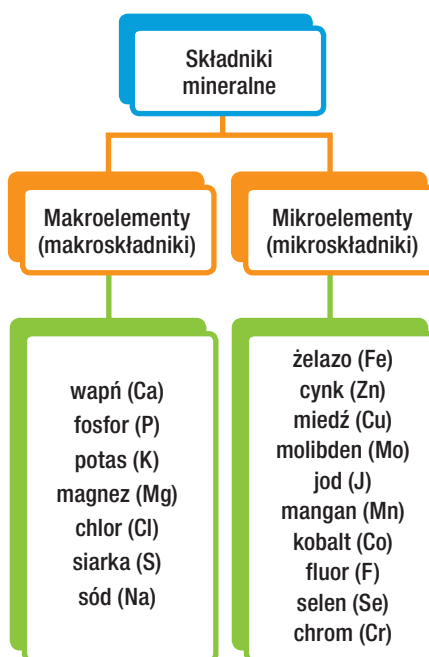 Składniki
mineralne
Makroelementy
(makroskładniki)
Mikroelementy
(mikroskładniki)
wapń (Ca)
fosfor (P)
potas (K)
magnez (Mg)
chlor (Cl)
siarka (S)
sód (Na)
żelazo (Fe)
cynk (Zn)
miedź (Cu)
molibden (Mo)
jod (J)
mangan (Mn)
kobalt (Co)
fluor (F)
selen (Se)
chrom (Cr)